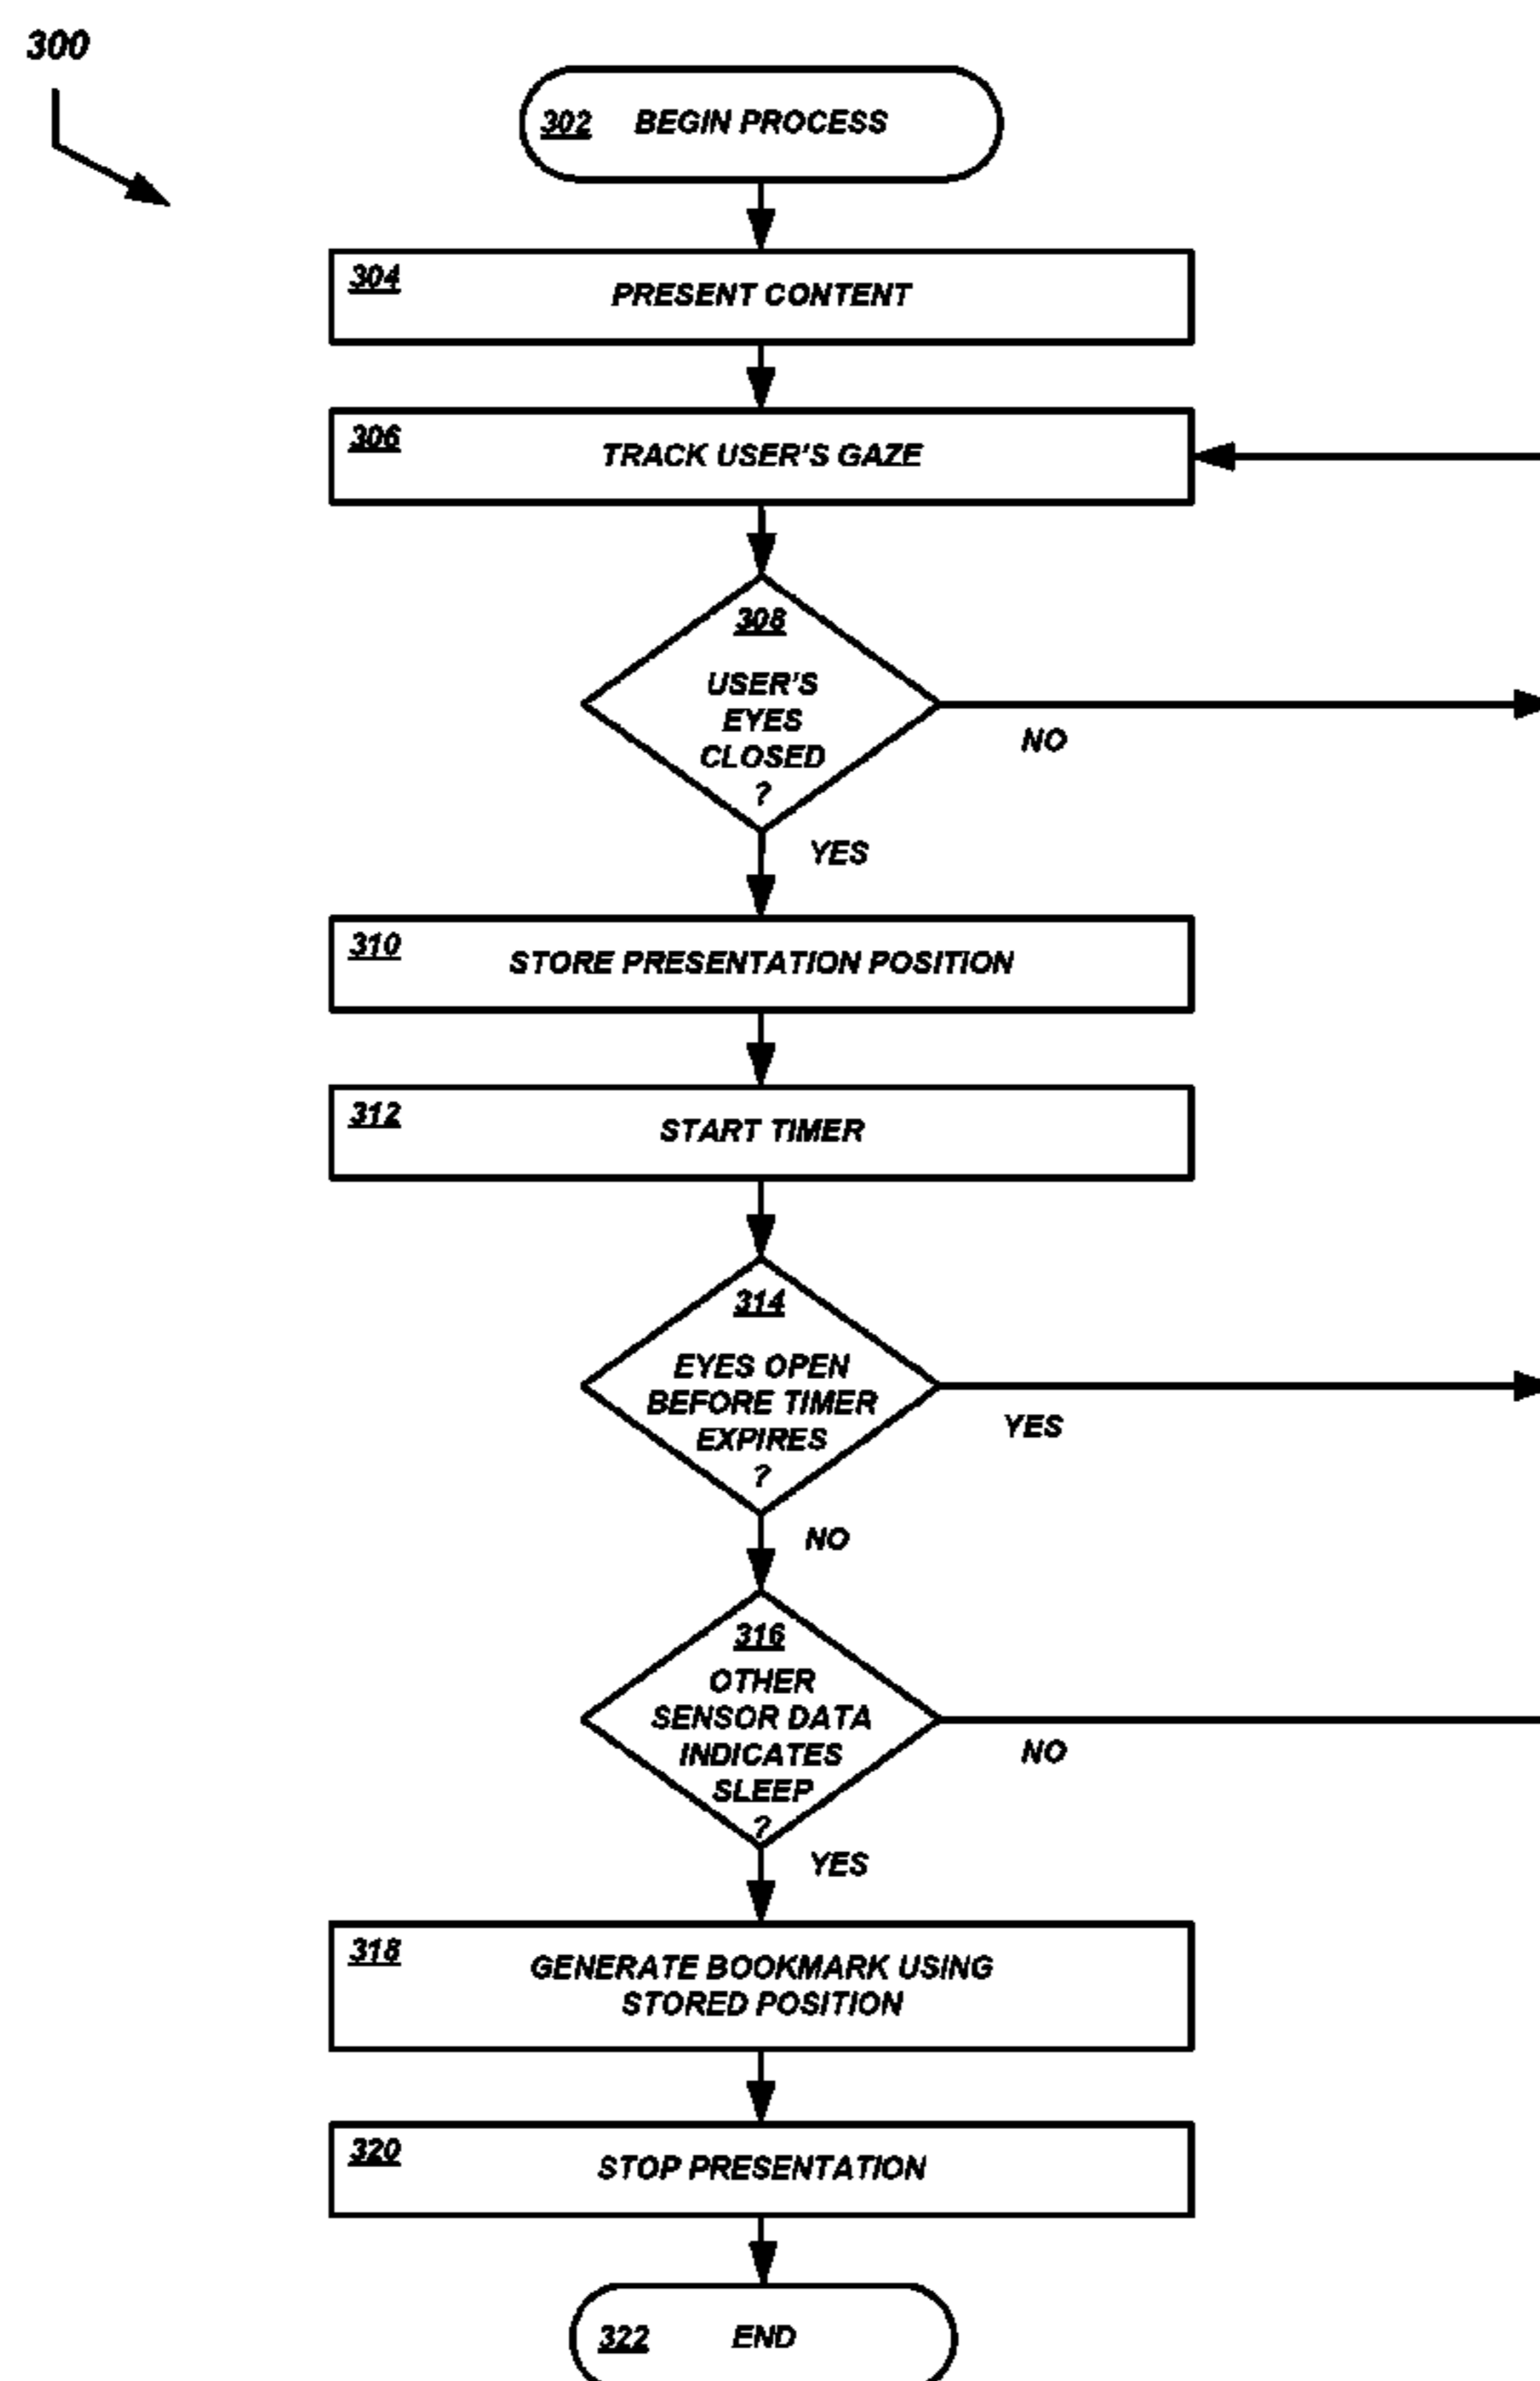 300
302 BEGIN PROCESS
304
PRESENT CONTENT
306
TRACK USER'S GAZE
308
USER'S
EYES
CLOSED
?
NO
YES
310
STORE PRESENTATION POSITION
312
START TIMER
314
EYES OPEN
BEFORE TIMER
EXPIRES
?
YES
NO
316
OTHER
SENSOR DATA
INDICATES
SLEEP
?
NO
YES
318
GENERATE BOOKMARK USING
STORED POSITION
320
STOP PRESENTATION
322 END